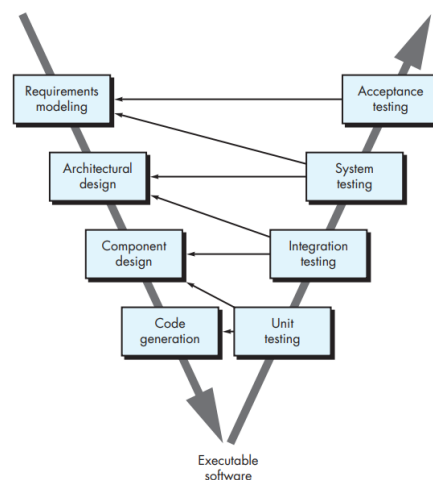 Requirements
modeling
Acceptance
testing
Architectural
design
System
testing
Component
design
Integration
testing
Code
generation
Unit
testing
Executable
software